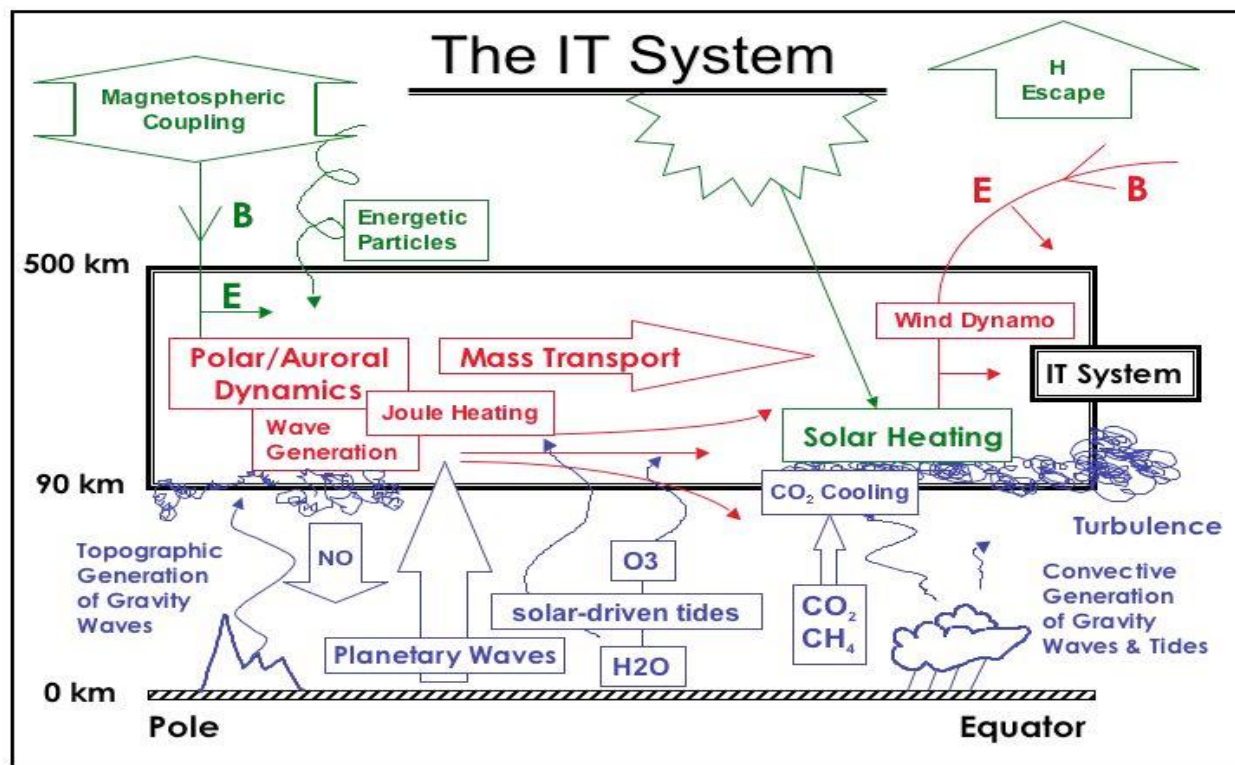 The IT System
Magnetospheric
Coupling
H
Escape
B
Energetic
Particles
E
B
500 km
E
Wind Dynamo
Polar/Auroral
Dynamics
Mass Transport
IT System
Joule Heating
Wave
Generation
Solar Heating
90 km
CO₂ Cooling
Turbulence
Topographic
Generation
of Gravity
Waves
NO
O3
solar-driven tides
H2O
Planetary Waves
CO₂
CH₄
Convective
Generation
of Gravity
Waves & Tides
0 km
Pole
Equator